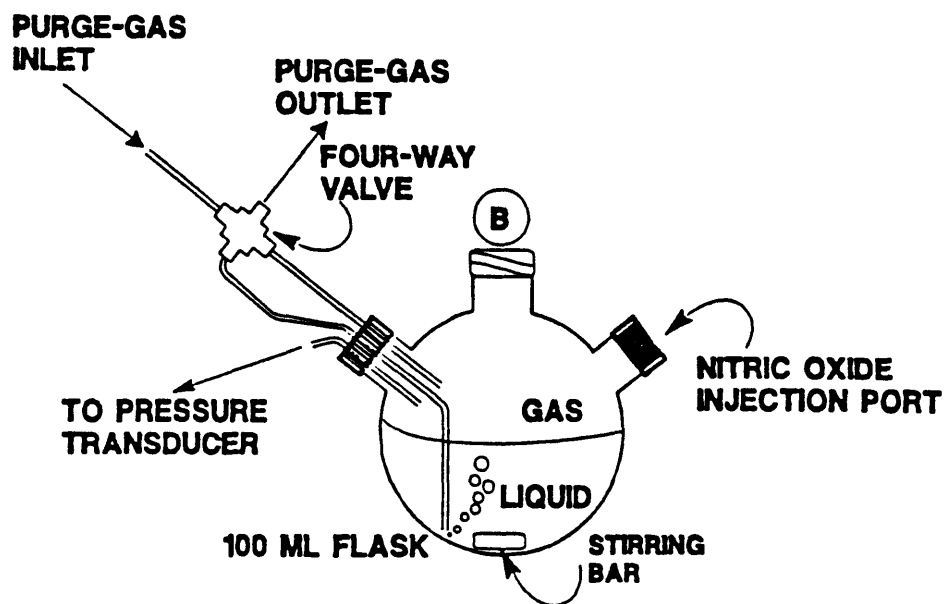 PURGE-GAS
INLET
PURGE-GAS
OUTLET
FOUR-WAY
VALVE
B
NITRIC OXIDE
INJECTION PORT
TO PRESSURE
TRANSDUCER
GAS
LIQUID
100 ML FLASK
STIRRING
BAR